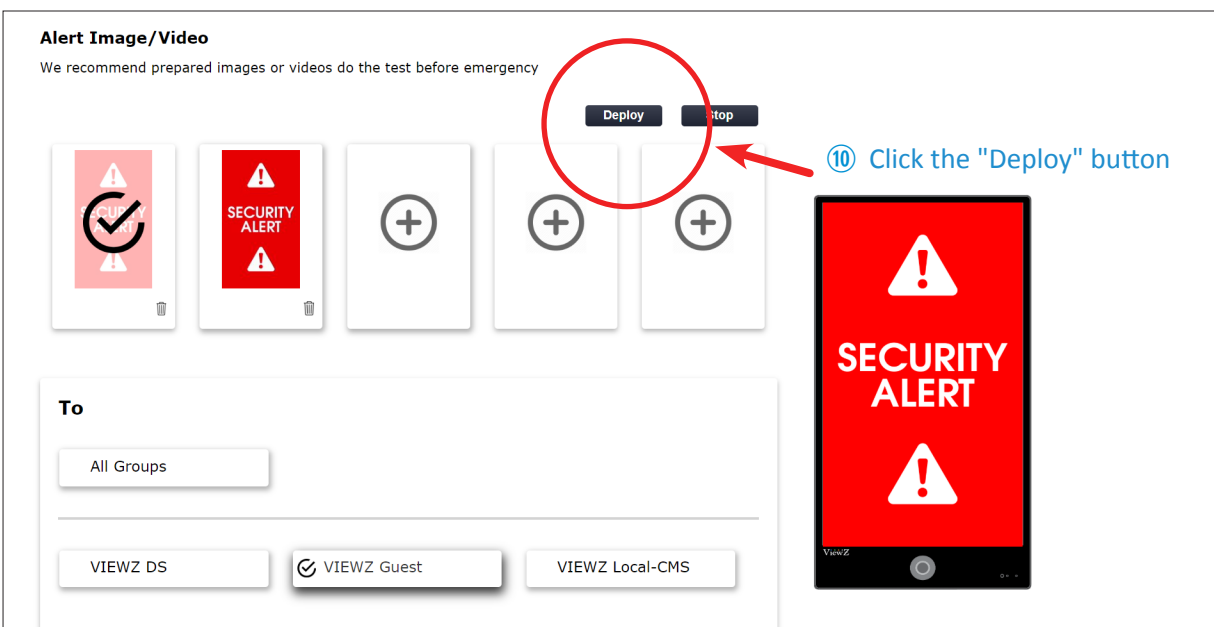 Alert Image/Video
We recommend prepared images or videos do the test before emergency
Deploy
Stop
⑩ Click the "Deploy" button
SECURITY
ALERT
SECURITY
ALERT
SECURITY
ALERT
To
All Groups
ViewZ
VIEWZ DS
VIEWZ Guest
VIEWZ Local-CMS